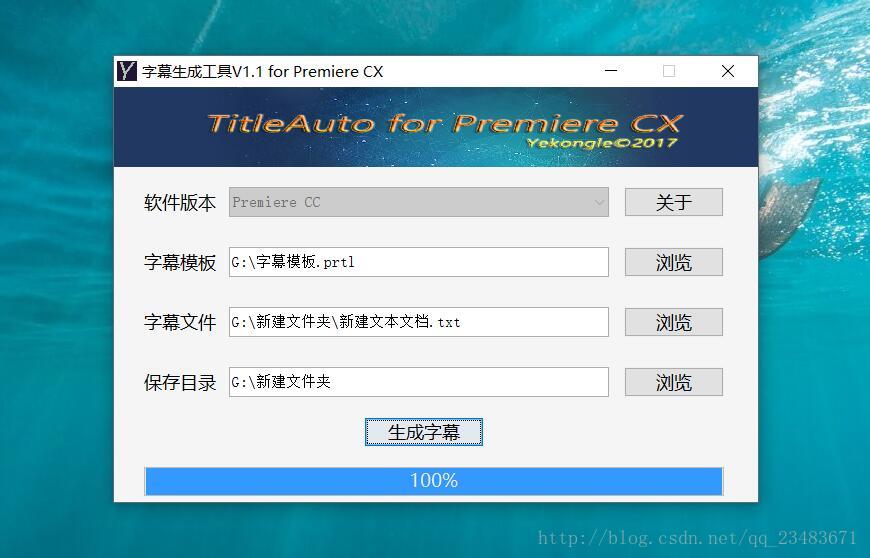 字幕生成工具V1.1 for Premiere CX
TitleAuto for Premiere CX
Yekongle©2017
软件版本 Premiere CC 关于
字幕模板 G:\字幕模板.prtl 浏览
字幕文件 G:\新建文件夹\新建文本文档.txt 浏览
保存目录 G:\新建文件夹 浏览
生成字幕
100%
http://blog.csdn.net/qq_23483671